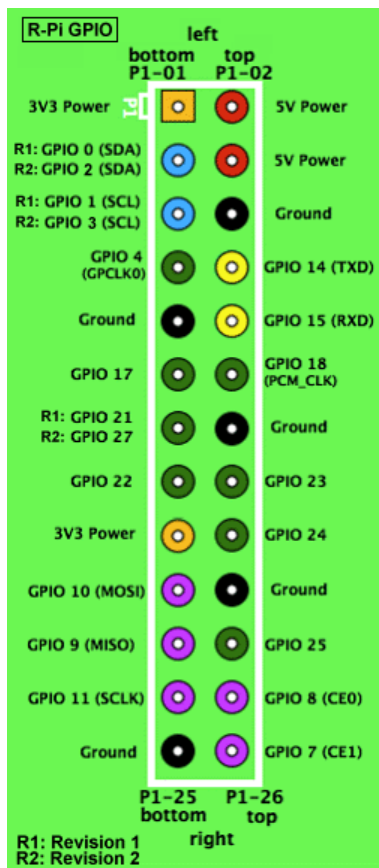 R-Pi GPIO
left
bottom top
P1-01 P1-02
3V3 Power P1 5V Power
R1: GPIO 0 (SDA)
R2: GPIO 2 (SDA) 5V Power
R1: GPIO 1 (SCL)
R2: GPIO 3 (SCL) Ground
GPIO 4
(GPCLK0) GPIO 14 (TXD)
Ground GPIO 15 (RXD)
GPIO 17 GPIO 18
(PCM_CLK)
R1: GPIO 21
R2: GPIO 27 Ground
GPIO 22 GPIO 23
3V3 Power GPIO 24
GPIO 10 (MOSI) Ground
GPIO 9 (MISO) GPIO 25
GPIO 11 (SCLK) GPIO 8 (CE0)
Ground GPIO 7 (CE1)
P1-25 P1-26
bottom top
right
R1: Revision 1
R2: Revision 2